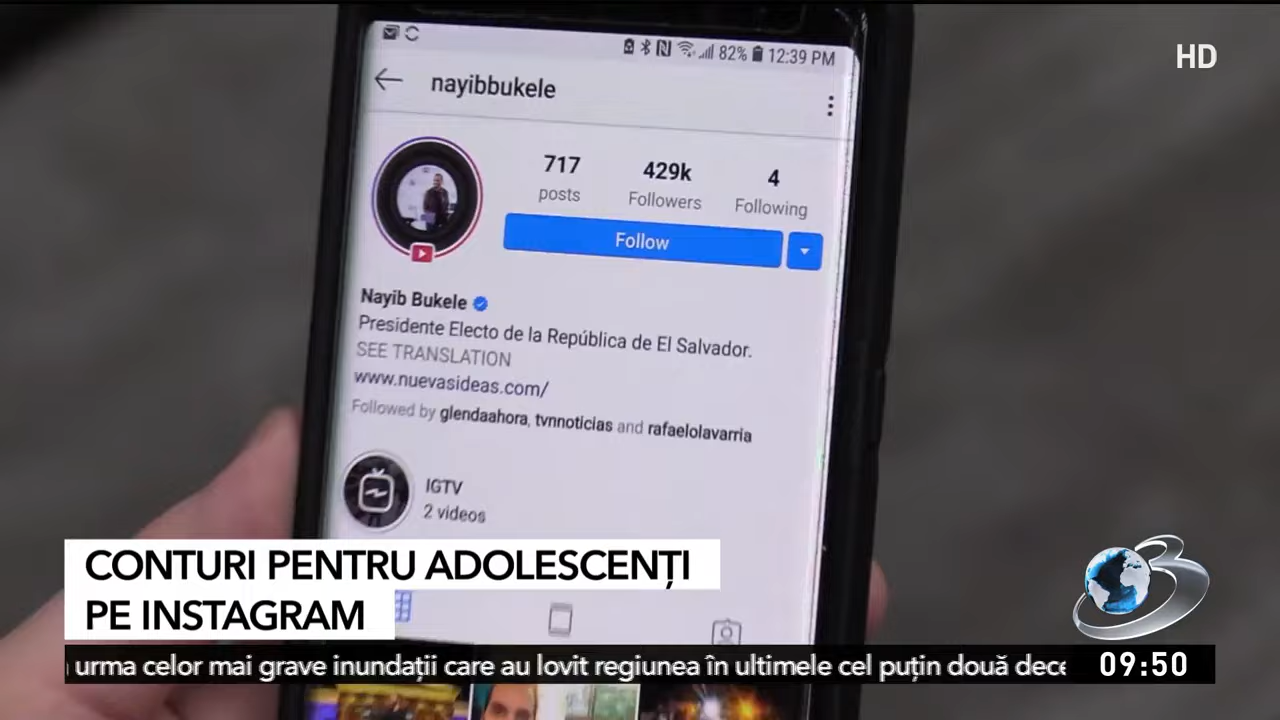 HD
82% 12:39 PM
nayibbukele
717
posts
429k
Followers
4
Following
Follow
Nayib Bukele
Presidente Electo de la República de El Salvador.
SEE TRANSLATION
www.nuevasideas.com/
Followed by glendaahora, tvnnoticias and rafaelolavarria
IGTV
2 videos
CONTURI PENTRU ADOLESCENȚI
PE INSTAGRAM
3
urma celor mai grave inundații care au lovit regiunea în ultimele cel puțin două dece
09:50